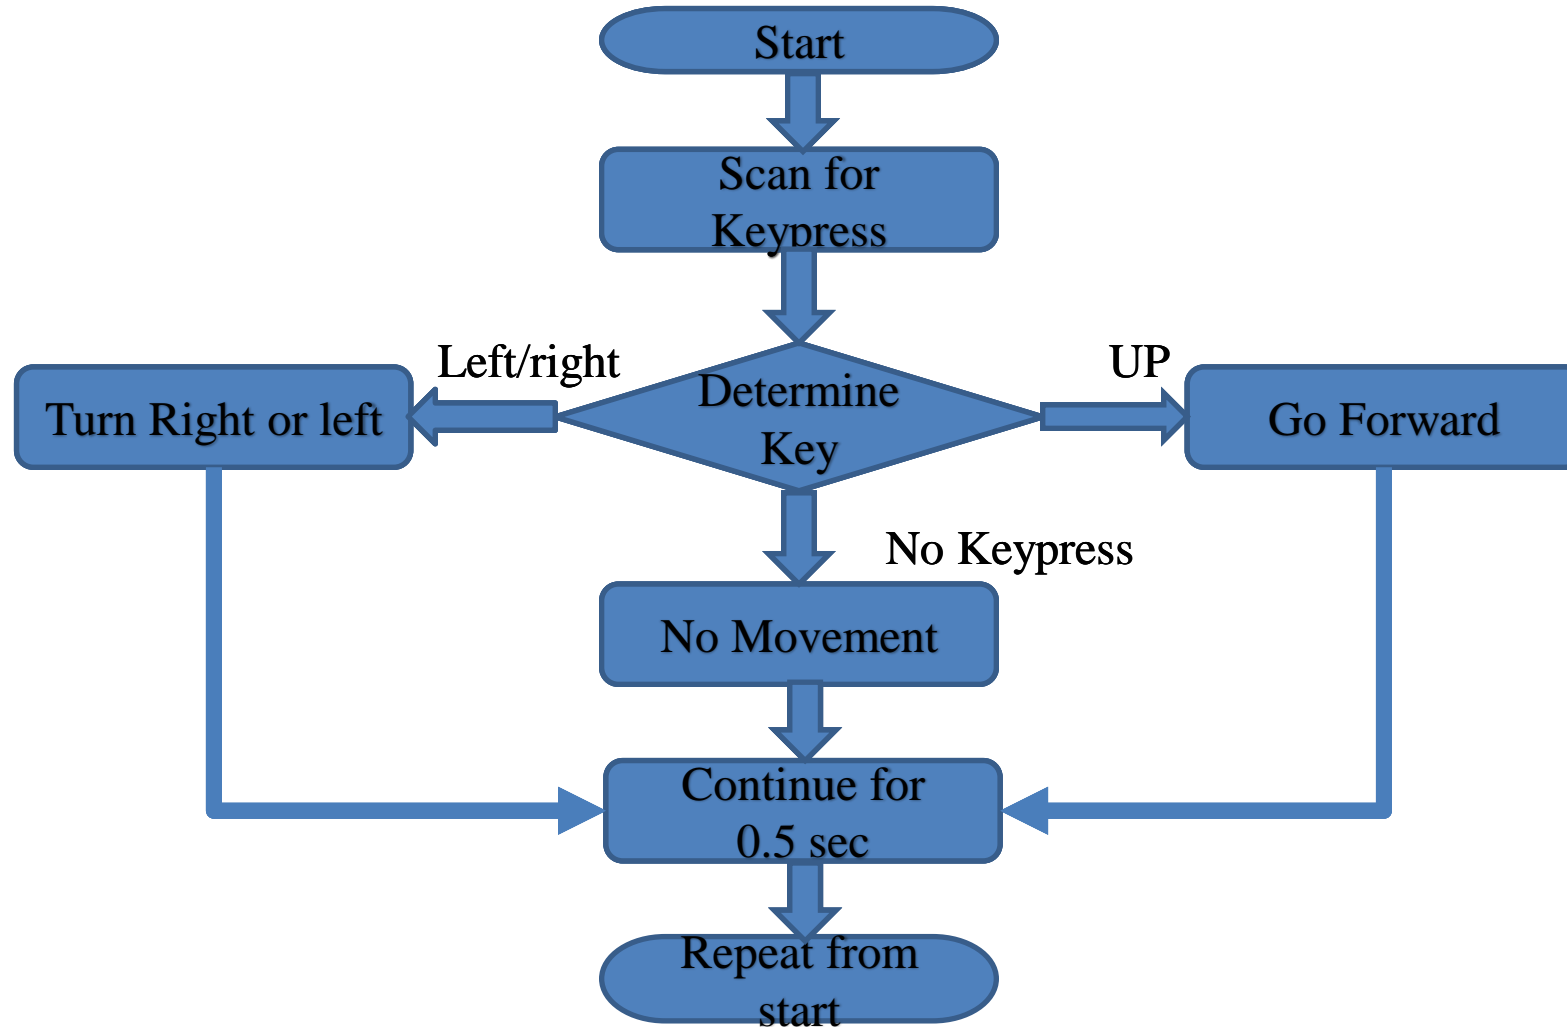 Start
Scan for
Keypress
Left/right
UP
Determine
Key
Turn Right or left
Go Forward
No Keypress
No Movement
Continue for
0.5 sec
Repeat from
start